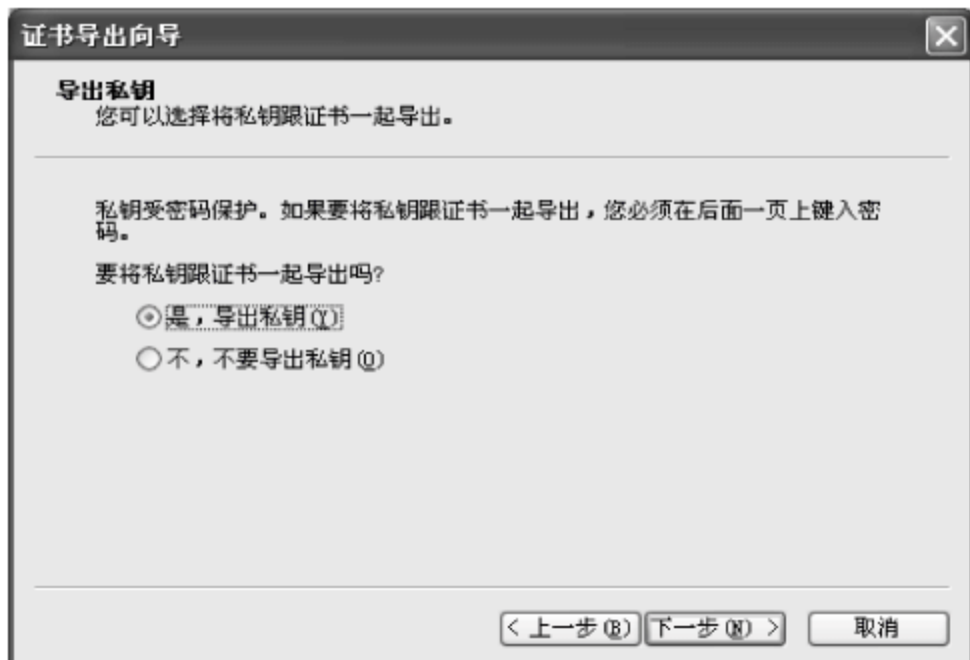 证书导出向导
导出私钥
您可以选择将私钥跟证书一起导出。
私钥受密码保护。如果要将私钥跟证书一起导出，您必须在后面一页上键入密
码。
要将私钥跟证书一起导出吗?
是，导出私钥(Y)
不，不要导出私钥(O)
< 上一步(B) 下一步(N) > 取消